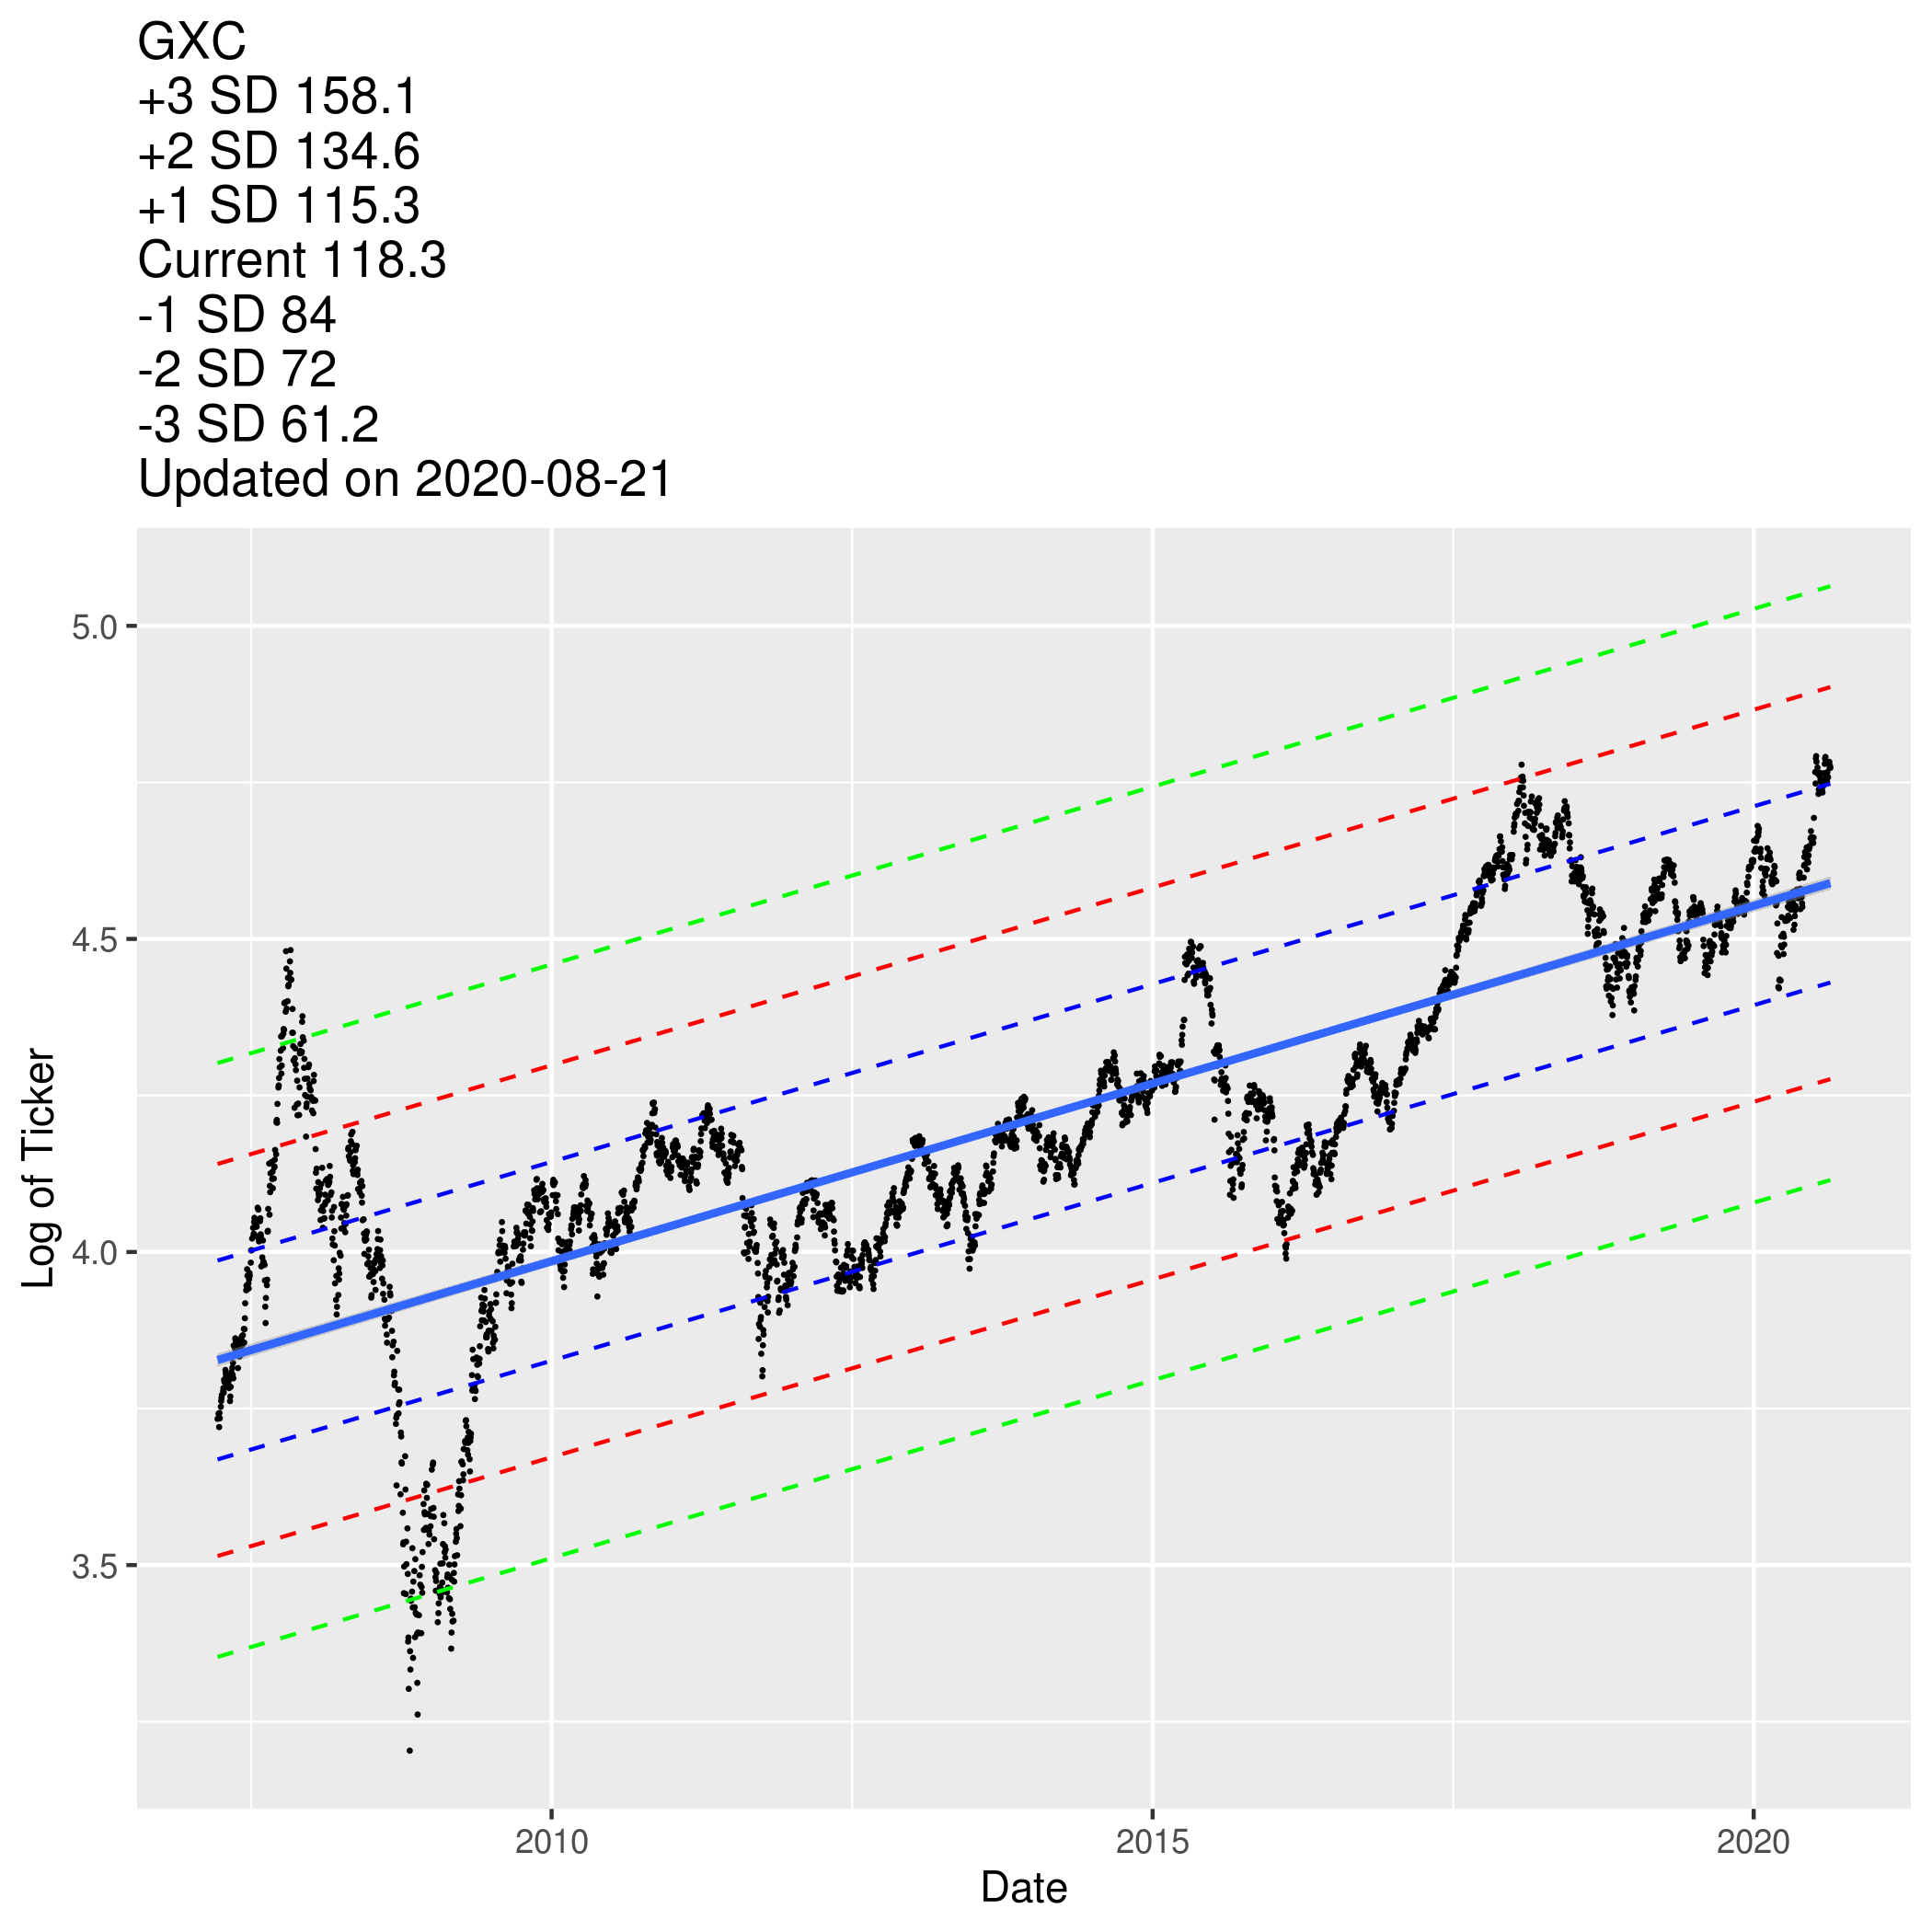 GXC
+3 SD 158.1
+2 SD 134.6
+1 SD 115.3
Current 118.3
-1 SD 84
-2 SD 72
-3 SD 61.2
Updated on 2020-08-21
5.0
4.5
4.0
3.5
Log of Ticker
2010
2015
2020
Date